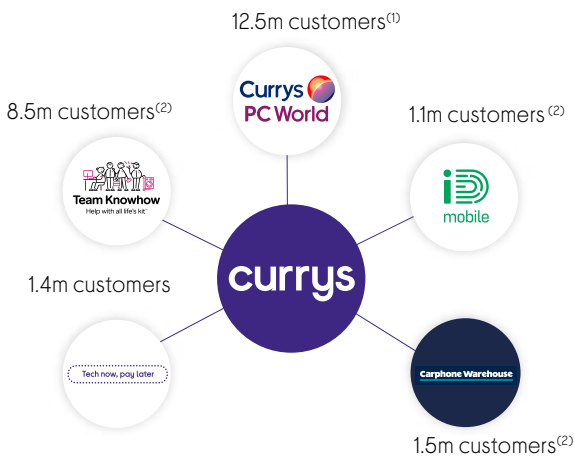 12.5m customers(1)
Currys
PC World
8.5m customers(2)
Team Knowhow
Help with all life's kit™
1.1m customers (2)
iD
mobile
currys
1.4m customers
Tech now, pay later
Carphone Warehouse
1.5m customers(2)